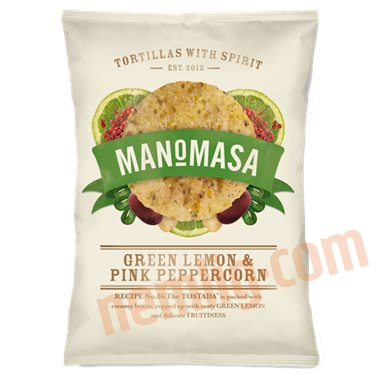 TORTILLAS WITH SPIRIT
EST. 2012
MANOMASA
GREEN LEMON &
PINK PEPPERCORN
RECIPE No.86 The TOSTADA* is packed with
creamy beans, pepped up with zesty GREEN LEMON
and delicate FRUITINESS
nemlig.com